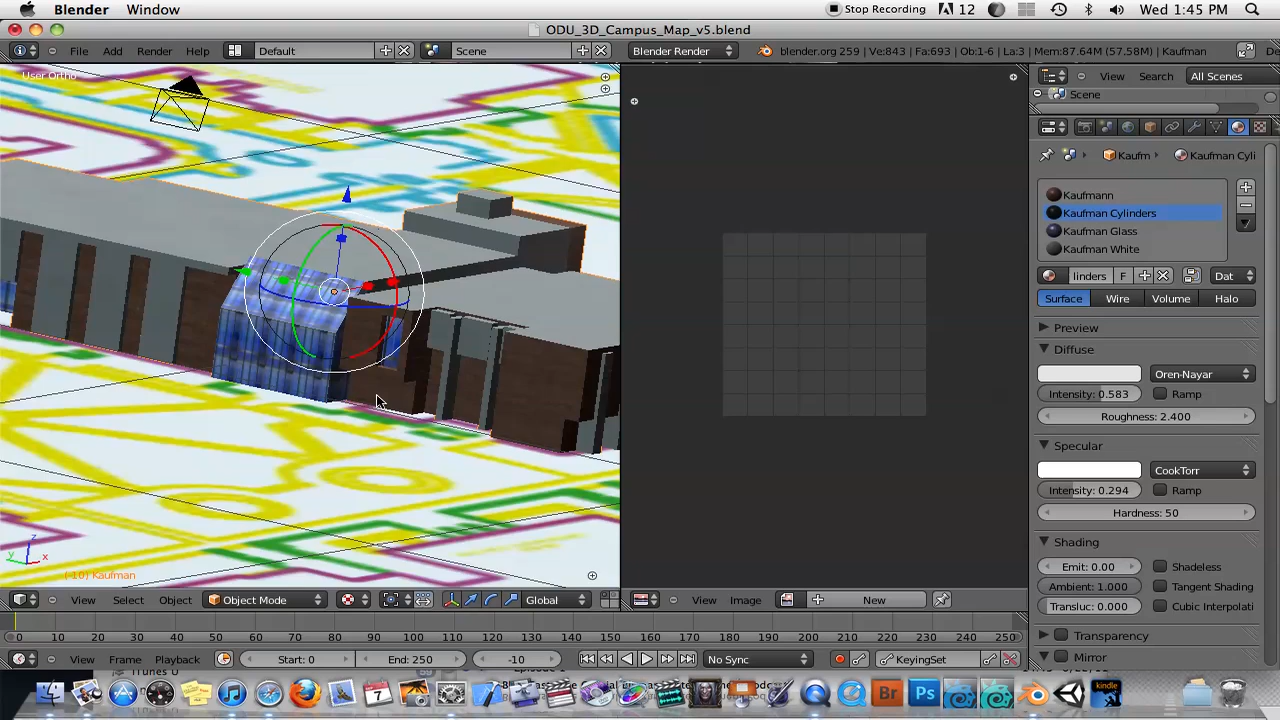 Blender Window Stop Recording 12 Wed 1:45 PM
ODU_3D_Campus_Map_v5.blend
File Add Render Help Default Scene Blender Render blender.org 259 | Ve:843 | Fa:693 | Ob:1-6 | La:3 | Mem:87.64M (57.53M) | Kaufman
User Ortho View Search All Scenes
Scene
Kaufm Kaufman Cyli
Kaufmann
Kaufman Cylinders
Kaufman Glass
Kaufman White
linders F Dat
Surface Wire Volume Halo
Preview
Diffuse
Oren-Nayar
Intensity: 0.583 Ramp
Roughness: 2.400
Specular
CookTorr
Intensity: 0.294 Ramp
Hardness: 50
Shading
Emit: 0.00 Shadeless
Ambient: 1.000 Tangent Shading
Transluc: 0.000 Cubic Interpolati
Transparency
Mirror
z
y x
(-10) Kaufman
View Select Object Object Mode Global View Image New
0 10 20 30 40 50 60 70 80 90 100 110 120 130 140 150 160 170 180 190 200 210 220 230 240 250
View Frame Playback Start: 0 End: 250 -10 No Sync KeyingSet
iTunes U
7 Br Ps kindle